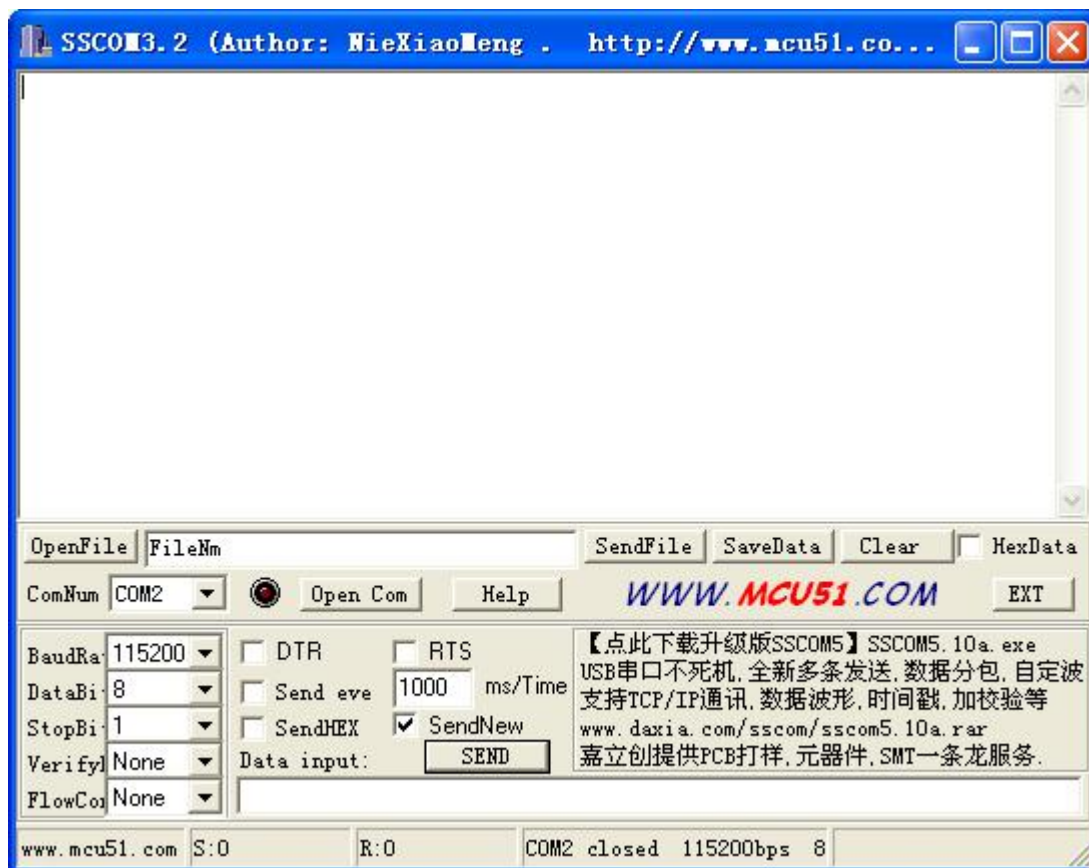 SSCOM3.2 (Author: NieXiaoMeng . http://www.mcu51.co...
OpenFile FileNm SendFile SaveData Clear HexData
ComNum COM2 Open Com Help WWW.MCU51.COM EXT
BaudRa 115200 DTR RTS
DataBi 8 Send eve 1000 ms/Time
StopBi 1 SendHEX SendNew
VerifyI None Data input: SEND
FlowCo None
【点此下载升级版SSCOM5】SSCOM5.10a.exe
USB串口不死机,全新多条发送,数据分包,自定波
支持TCP/IP通讯,数据波形,时间戳,加校验等
www.daxia.com/sscom/sscom5.10a.rar
嘉立创提供PCB打样,元器件,SMT一条龙服务.
www.mcu51.com S:0 R:0 COM2 closed 115200bps 8